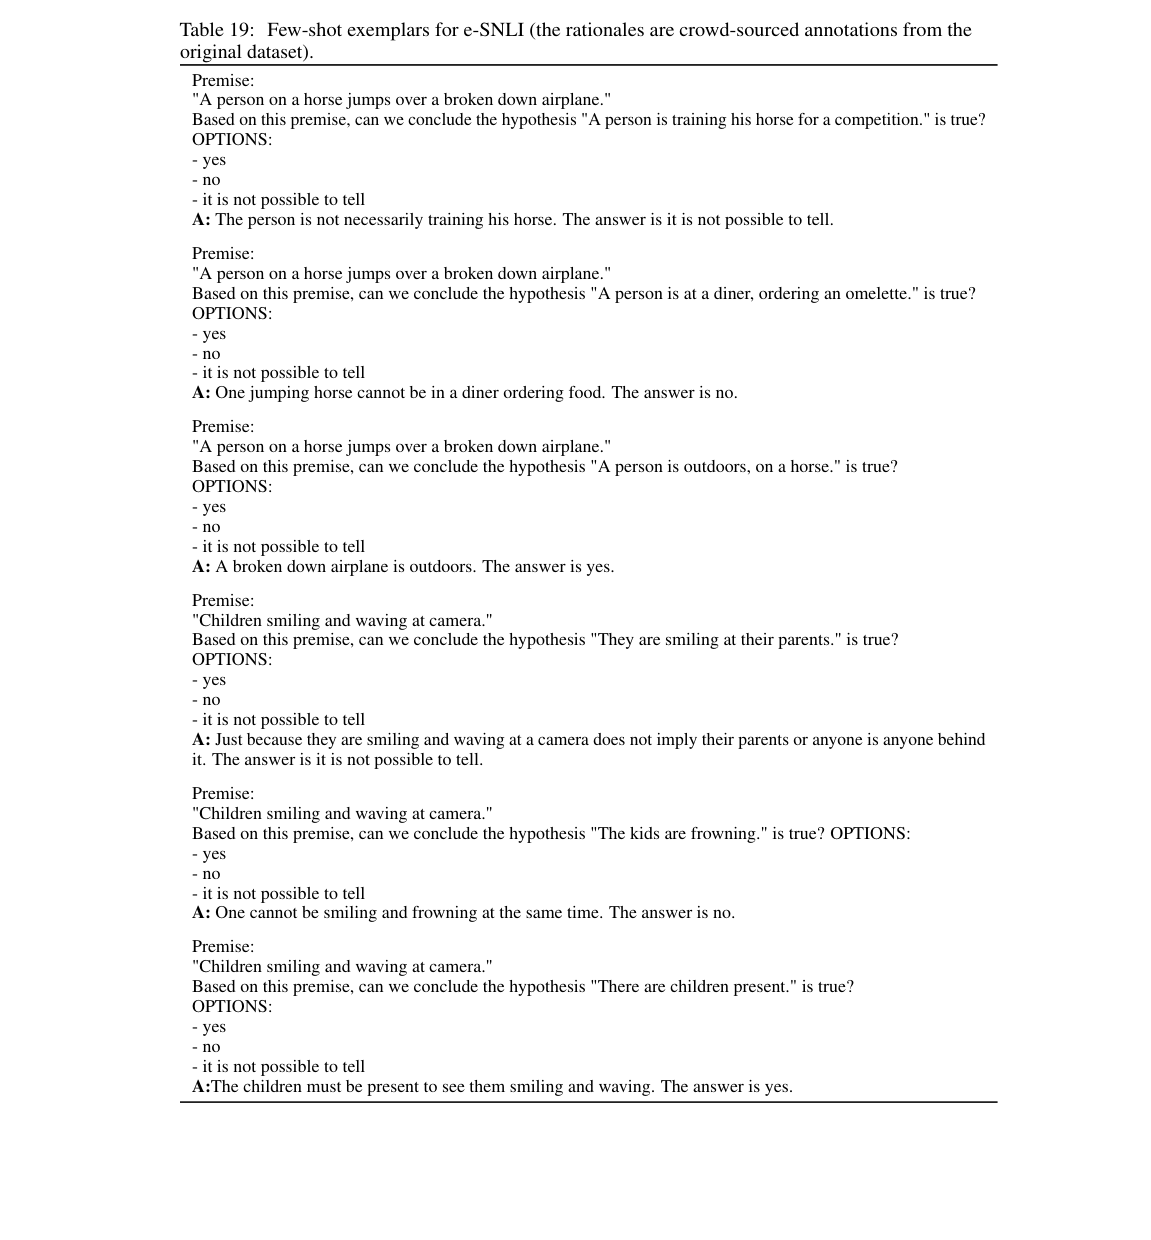 Table 19: Few-shot exemplars for e-SNLI (the rationales are crowd-sourced annotations from the
original dataset).
Premise:
"A person on a horse jumps over a broken down airplane."
Based on this premise, can we conclude the hypothesis "A person is training his horse for a competition." is true?
OPTIONS:
- yes
- no
- it is not possible to tell
A: The person is not necessarily training his horse. The answer is it is not possible to tell.
Premise:
"A person on a horse jumps over a broken down airplane."
Based on this premise, can we conclude the hypothesis "A person is at a diner, ordering an omelette." is true?
OPTIONS:
- yes
- no
- it is not possible to tell
A: One jumping horse cannot be in a diner ordering food. The answer is no.
Premise:
"A person on a horse jumps over a broken down airplane."
Based on this premise, can we conclude the hypothesis "A person is outdoors, on a horse." is true?
OPTIONS:
- yes
- no
- it is not possible to tell
A: A broken down airplane is outdoors. The answer is yes.
Premise:
"Children smiling and waving at camera."
Based on this premise, can we conclude the hypothesis "They are smiling at their parents." is true?
OPTIONS:
- yes
- no
- it is not possible to tell
A: Just because they are smiling and waving at a camera does not imply their parents or anyone is anyone behind
it. The answer is it is not possible to tell.
Premise:
"Children smiling and waving at camera."
Based on this premise, can we conclude the hypothesis "The kids are frowning." is true? OPTIONS:
- yes
- no
- it is not possible to tell
A: One cannot be smiling and frowning at the same time. The answer is no.
Premise:
"Children smiling and waving at camera."
Based on this premise, can we conclude the hypothesis "There are children present." is true?
OPTIONS:
- yes
- no
- it is not possible to tell
A:The children must be present to see them smiling and waving. The answer is yes.